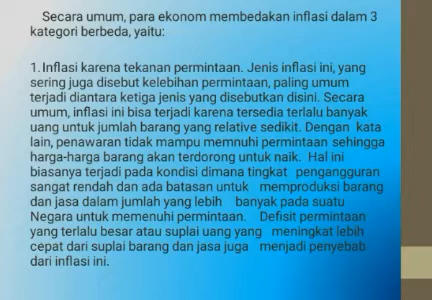 Secara umum, para ekonom membedakan inflasi dalam 3
kategori berbeda, yaitu:
1.Inflasi karena tekanan permintaan. Jenis inflasi ini, yang
sering juga disebut kelebihan permintaan, paling umum
terjadi diantara ketiga jenis yang disebutkan disini. Secara
umum, inflasi ini bisa terjadi karena tersedia terlalu banyak
uang untuk jumlah barang yang relative sedikit. Dengan kata
lain, penawaran tidak mampu memnuhi permintaan sehingga
harga-harga barang akan terdorong untuk naik. Hal ini
biasanya terjadi pada kondisi dimana tingkat pengangguran
sangat rendah dan ada batasan untuk memproduksi barang
dan jasa dalam jumlah yang lebih banyak pada suatu
Negara untuk memenuhi permintaan. Defisit permintaan
yang terlalu besar atau suplai uang yang meningkat lebih
cepat dari suplai barang dan jasa juga menjadi penyebab
dari inflasi ini.